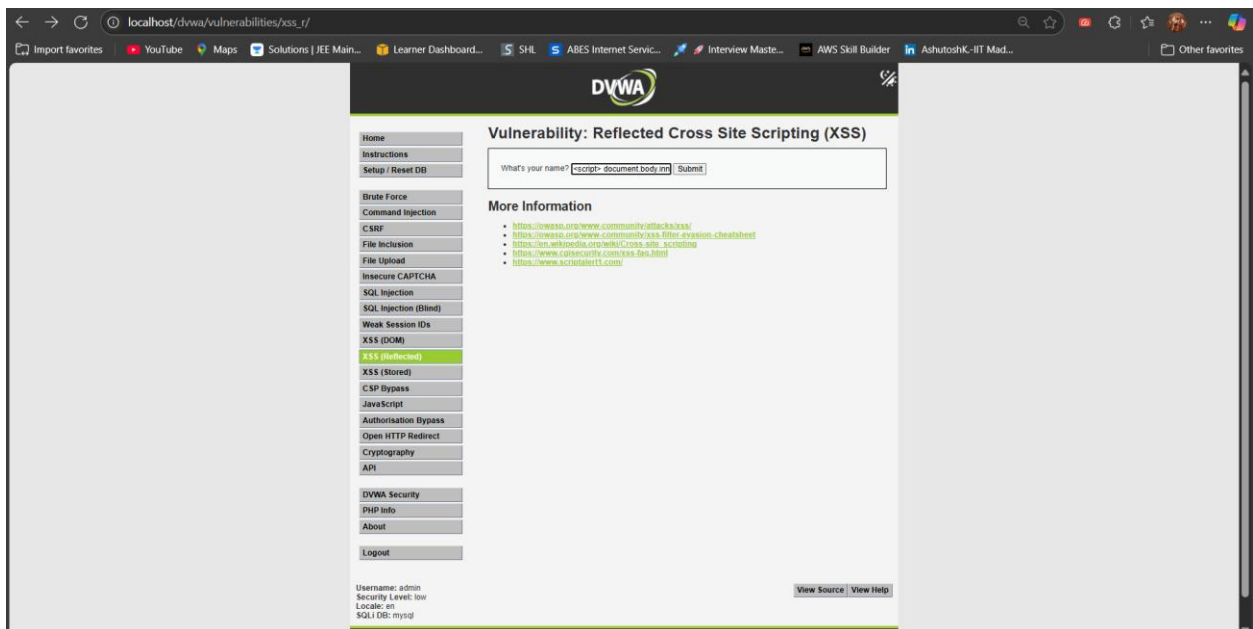 localhost/dvwa/vulnerabilities/xss_r/
Import favorites YouTube Maps Solutions | JEE Main... Learner Dashboard... SHL ABES Internet Servic... Interview Maste... AWS Skill Builder AshutoshK.-IIT Mad... Other favorites
DVWA
Vulnerability: Reflected Cross Site Scripting (XSS)
What's your name? <script> document.body.inn Submit
More Information
https://owasp.org/www-community/attacks/xss/
https://owasp.org/www-community/xss-filter-evasion-cheatsheet
https://en.wikipedia.org/wiki/Cross-site_scripting
https://www.cgisecurity.com/xss-faq.html
https://www.scriptalert1.com/
Home
Instructions
Setup / Reset DB
Brute Force
Command Injection
CSRF
File Inclusion
File Upload
Insecure CAPTCHA
SQL Injection
SQL Injection (Blind)
Weak Session IDs
XSS (DOM)
XSS (Reflected)
XSS (Stored)
CSP Bypass
JavaScript
Authorisation Bypass
Open HTTP Redirect
Cryptography
API
DVWA Security
PHP Info
About
Logout
Username: admin
Security Level: low
Locale: en
SQLi DB: mysql
View Source View Help